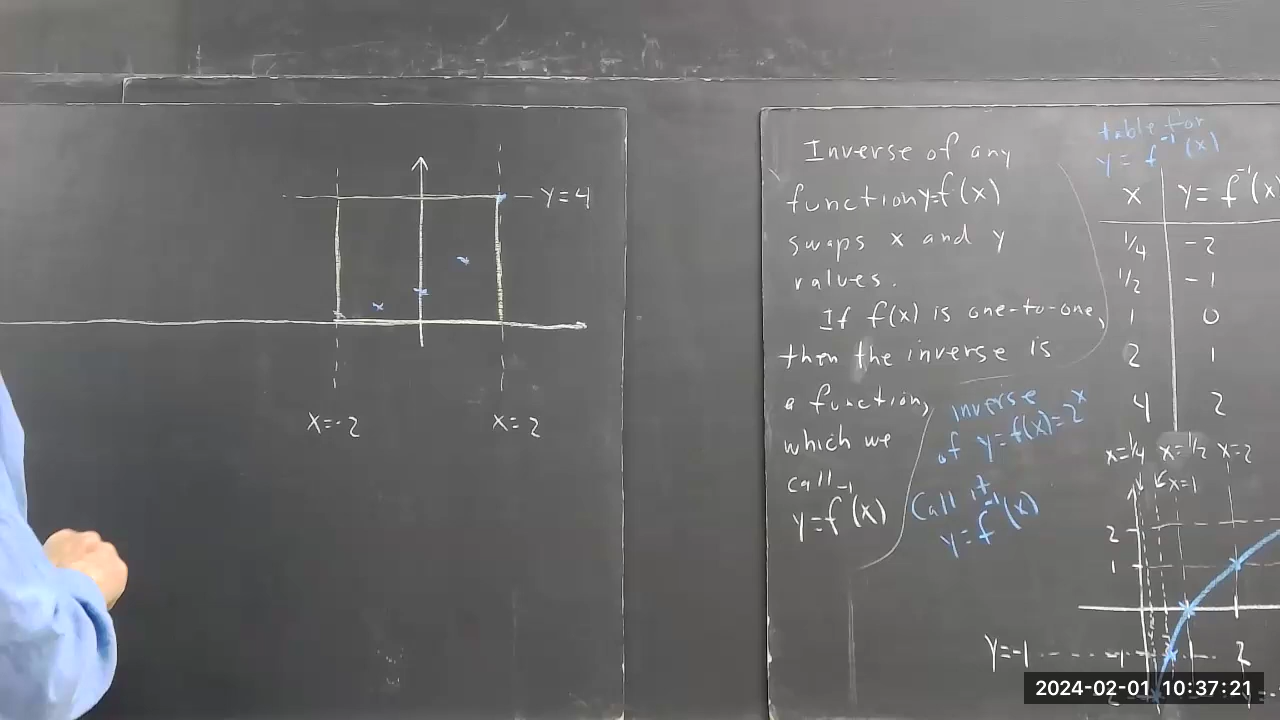 y=4
x=-2
x=2
Inverse of any
function y=f(x)
swaps x and y
values.
If f(x) is one-to-one,
then the inverse is
a function,
which we
call
y=f⁻¹(x)
inverse
of y=f(x)=2ˣ
Call it
y=f⁻¹(x)
table for
y=f⁻¹(x)
x y=f⁻¹(x)
1/4 -2
1/2 -1
1 0
2 1
4 2
x=1/4 x=1/2 x=2
x=1
2
1
y=-1 -1 2
2024-02-01 10:37:21